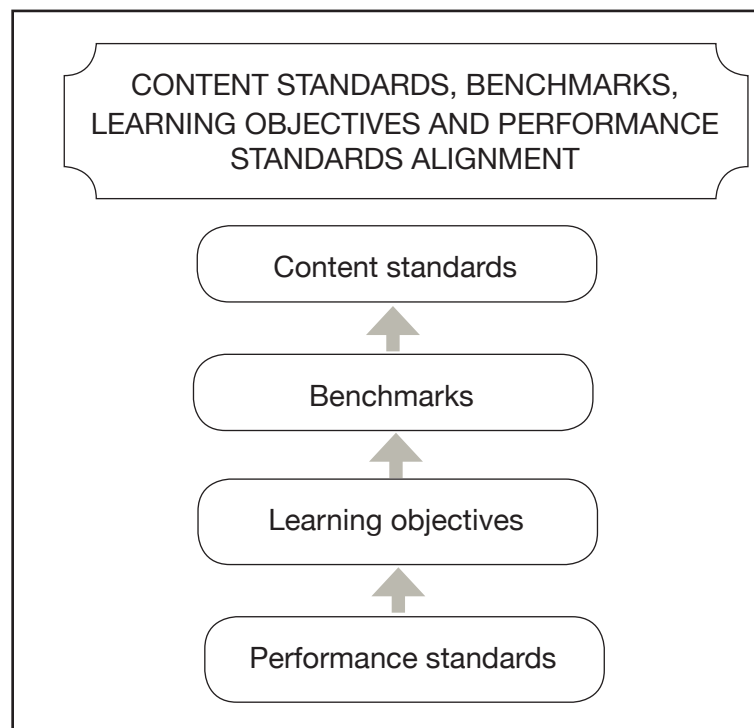 CONTENT STANDARDS, BENCHMARKS,
LEARNING OBJECTIVES AND PERFORMANCE
STANDARDS ALIGNMENT
Content standards
Benchmarks
Learning objectives
Performance standards